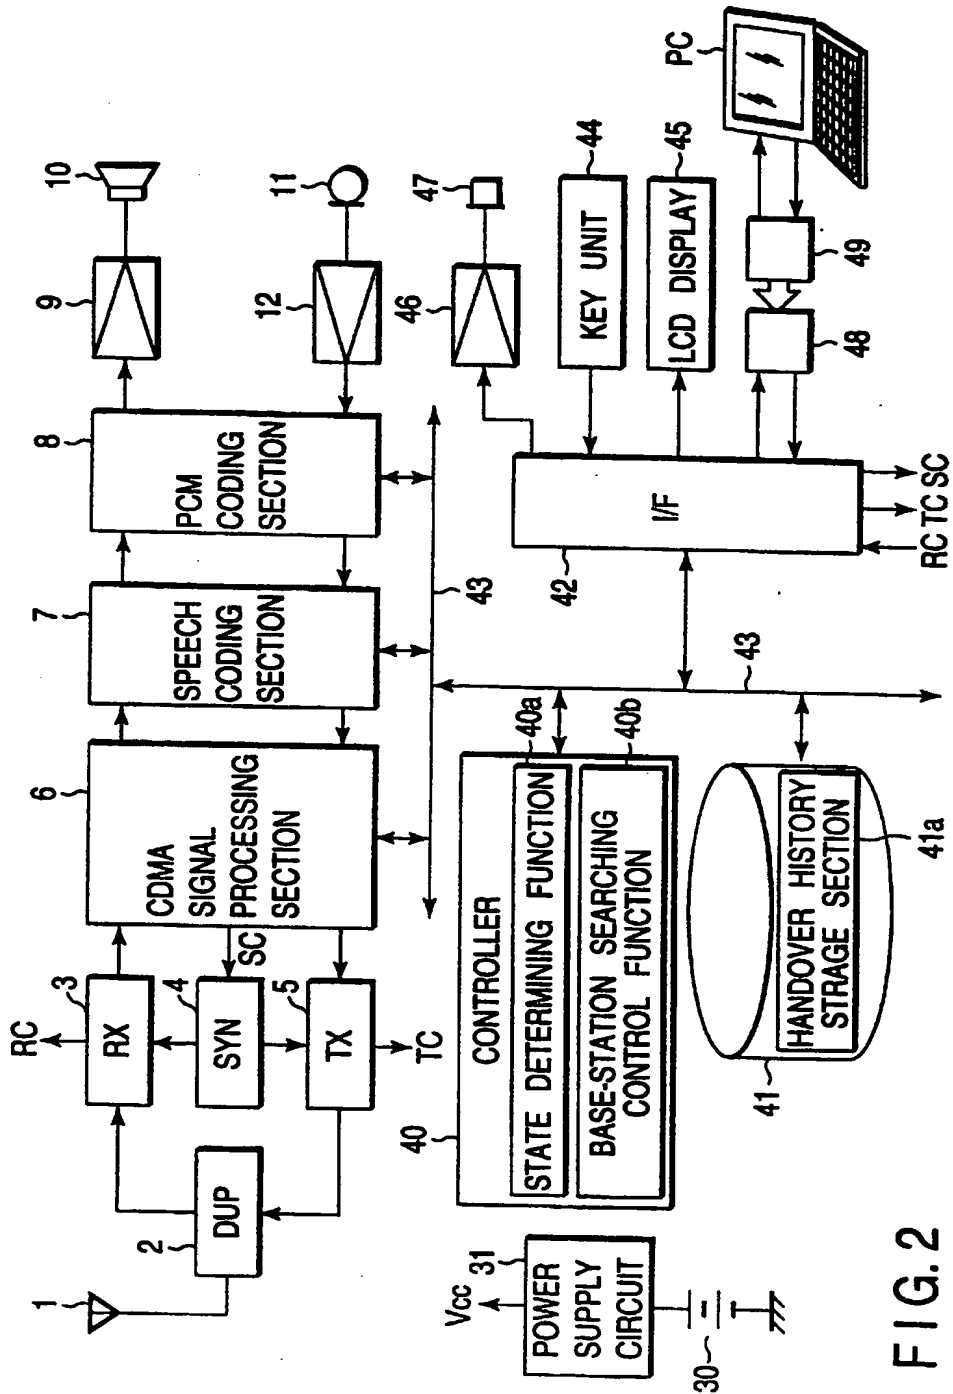 1
2
DUP
RC
3
RX
4
SYN
5
TX
TC
SC
6
CDMA
SIGNAL
PROCESSING
SECTION
7
SPEECH
CODING
SECTION
8
PCM
CODING
SECTION
9
10
12
11
43
46
47
KEY UNIT
44
LCD DISPLAY
45
42
I/F
RC TC SC
48
49
PC
43
40
CONTROLLER
STATE DETERMINING FUNCTION
40a
BASE-STATION SEARCHING
CONTROL FUNCTION
40b
41
HANDOVER HISTORY
STRAGE SECTION
41a
Vcc
31
POWER
SUPPLY
CIRCUIT
30
FIG. 2